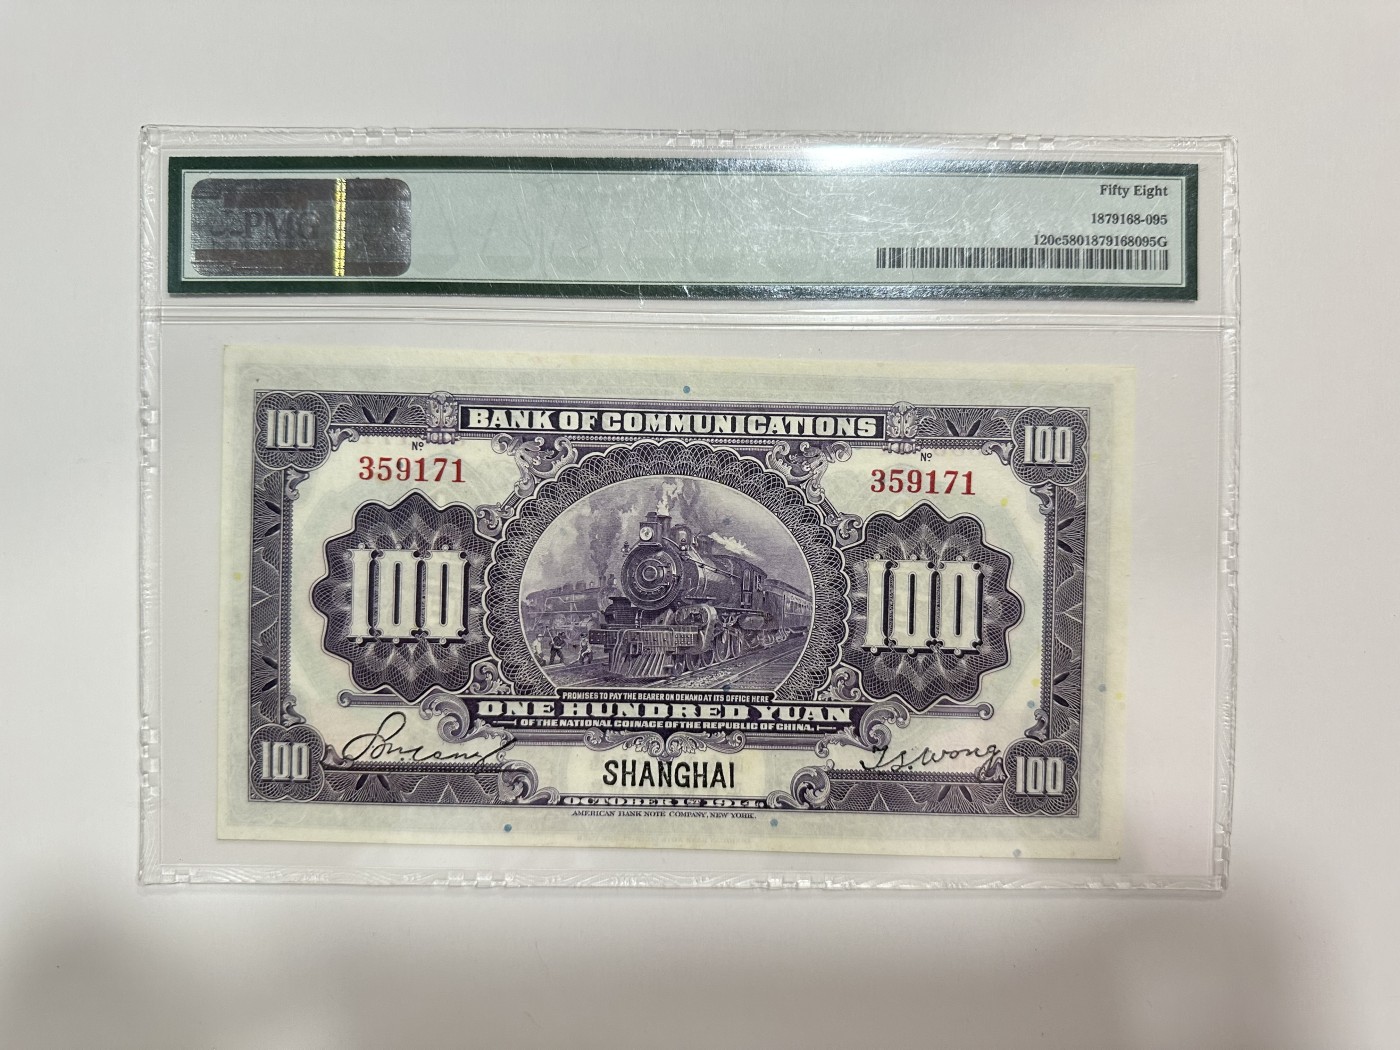 PMG
Fifty Eight
1879168-095
120c5801879168095G
BANK OF COMMUNICATIONS
100
100
Nº
359171
Nº
359171
100
100
PROMISES TO PAY THE BEARER ON DEMAND AT ITS OFFICE HERE
ONE HUNDRED YUAN
OF THE NATIONAL COINAGE OF THE REPUBLIC OF CHINA.
T.S. Wong
100
SHANGHAI
100
OCTOBER 1ST 1914.
AMERICAN BANK NOTE COMPANY, NEW YORK.